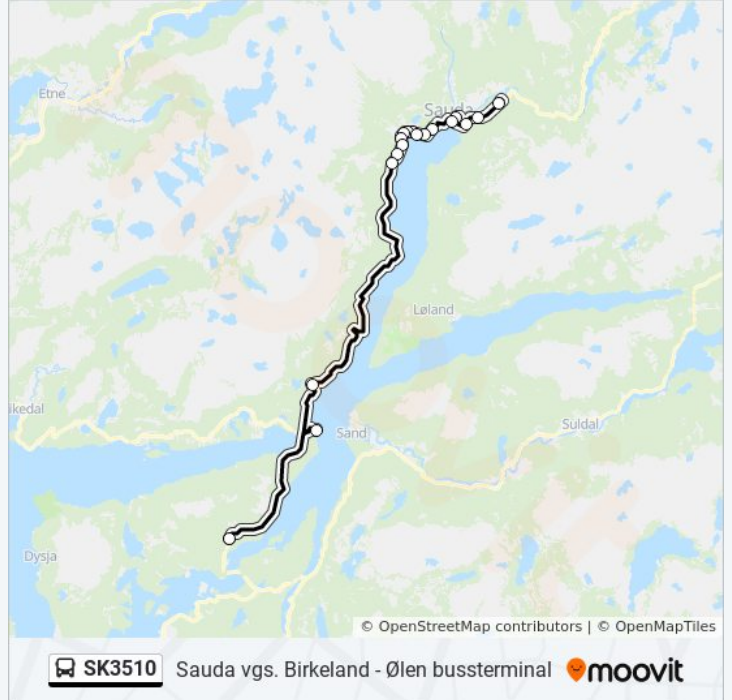 Etne
Sauda
Løland
ikedal
Sand
Suldal
Dysja
© OpenStreetMap contributors | © OpenMapTiles
SK3510 Sauda vgs. Birkeland - Ølen bussterminal moovit